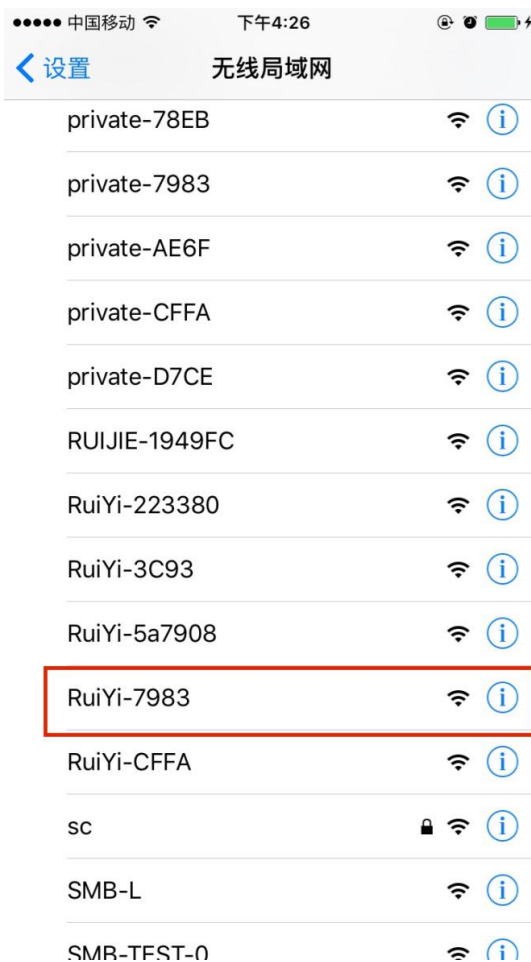 中国移动 下午4:26
设置 无线局域网
private-78EB
private-7983
private-AE6F
private-CFFA
private-D7CE
RUIJIE-1949FC
RuiYi-223380
RuiYi-3C93
RuiYi-5a7908
RuiYi-7983
RuiYi-CFFA
sc
SMB-L
SMB-TEST-0